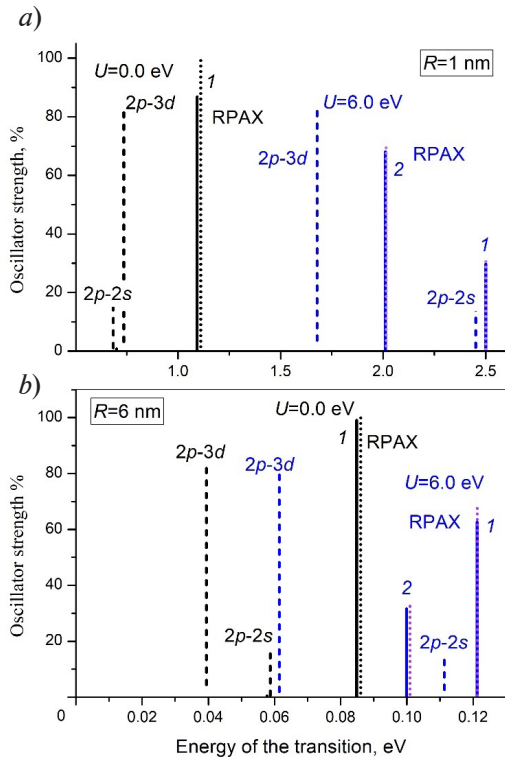 a)
100
80
60
40
20
0
Oscillator strength, %
U=0.0 eV
1
R=1 nm
2p-3d
RPAX
U=6.0 eV
2p-3d
RPAX
2
1
2p-2s
2p-2s
1.0
1.5
2.0
2.5
b)
100
80
60
40
20
Oscillator strength %
R=6 nm
U=0.0 eV
1
RPAX
2p-3d
2p-3d
U=6.0 eV
RPAX
1
2
2p-2s
2p-2s
0
0.02
0.04
0.06
0.08
0.10
0.12
Energy of the transition, eV